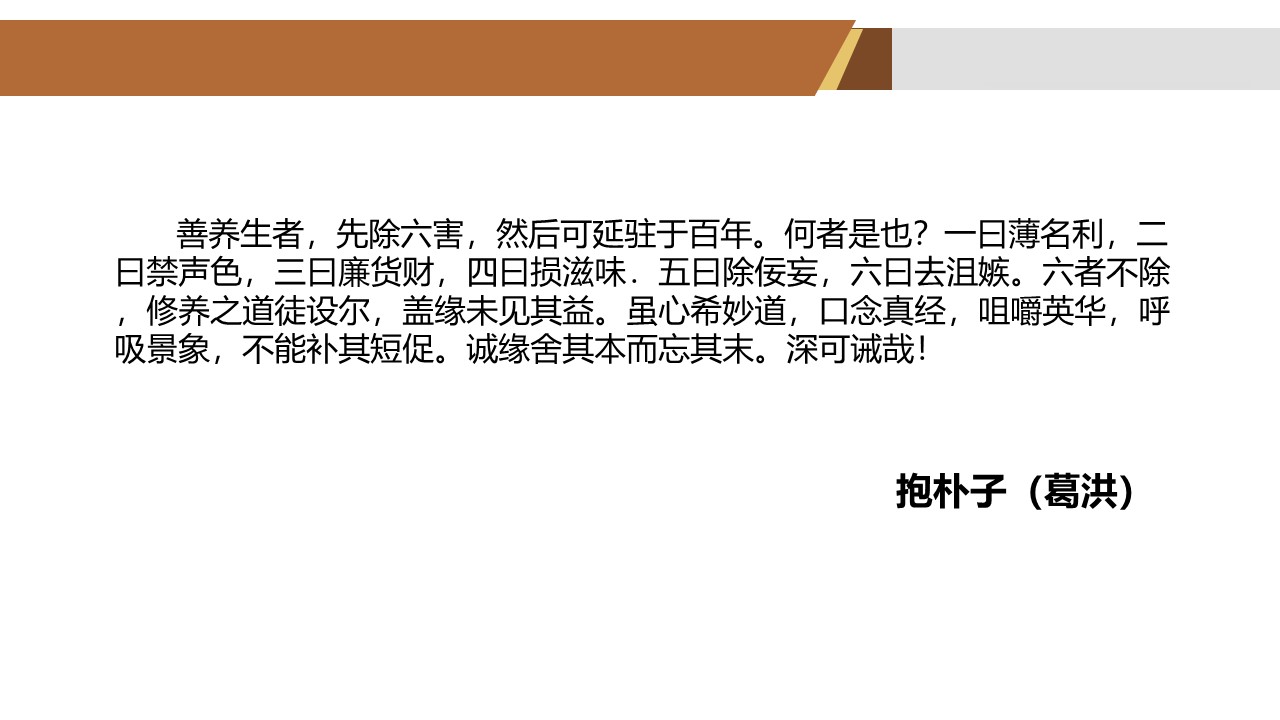 善养生者，先除六害，然后可延驻于百年。何者是也？一曰薄名利，二
曰禁声色，三曰廉货财，四曰损滋味．五曰除佞妄，六曰去沮嫉。六者不除
，修养之道徒设尔，盖缘未见其益。虽心希妙道，口念真经，咀嚼英华，呼
吸景象，不能补其短促。诚缘舍其本而忘其末。深可诫哉！
抱朴子（葛洪）